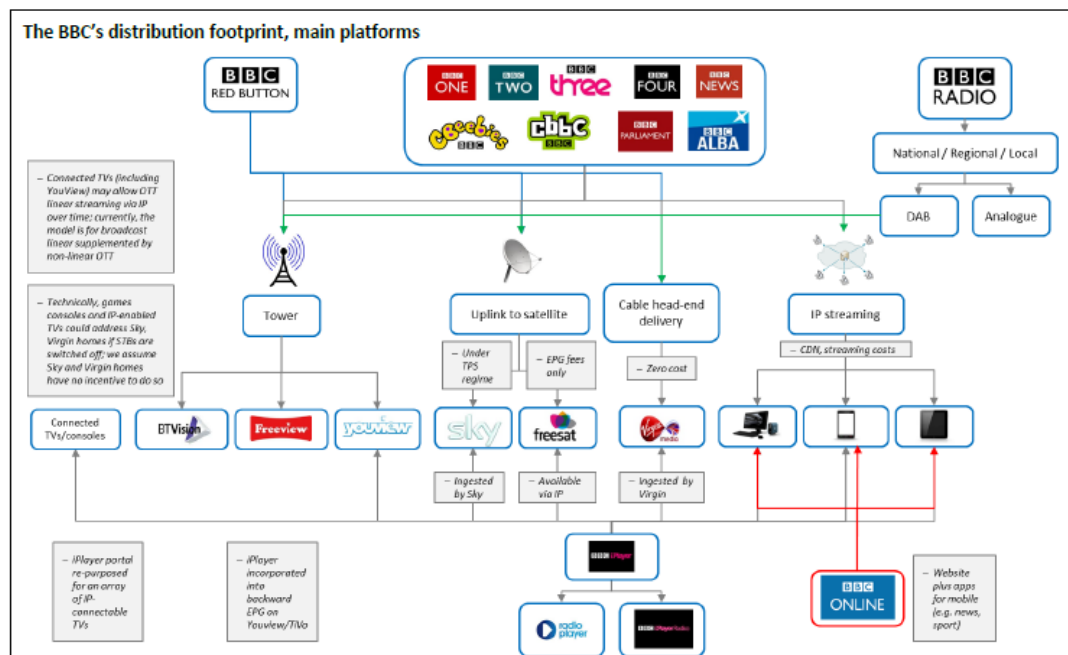 The BBC's distribution footprint, main platforms
BBC
RED BUTTON
BBC
ONE
BBC
TWO
BBC
three
BBC
FOUR
BBC
NEWS
CBeebies
BBC
cbbc
BBC
BBC
PARLIAMENT
BBC
ALBA
BBC
RADIO
National / Regional / Local
DAB
Analogue
– Connected TVs (including
YouView) may allow OTT
linear streaming via IP
over time; currently, the
model is for broadcast
linear supplemented by
non-linear OTT
– Technically, games
consoles and IP-enabled
TVs could address Sky,
Virgin homes if STBs are
switched off; we assume
Sky and Virgin homes
have no incentive to do so
Tower
Uplink to satellite
Cable head-end
delivery
IP streaming
– Under
TPS
regime
– EPG fees
only
– Zero cost
– CDN, streaming costs
Connected
TVs/consoles
BTVision
Freeview
youview
sky
freesat
Virgin
media
– Ingested
by Sky
– Available
via IP
– Ingested by
Virgin
– iPlayer portal
re-purposed
for an array
of IP-
connectable
TVs
– iPlayer
incorporated
into
backward
EPG on
Youview/TiVo
BBC iPlayer
radio
player
BBC iPlayer Radio
BBC
ONLINE
– Website
plus apps
for mobile
(e.g. news,
sport)